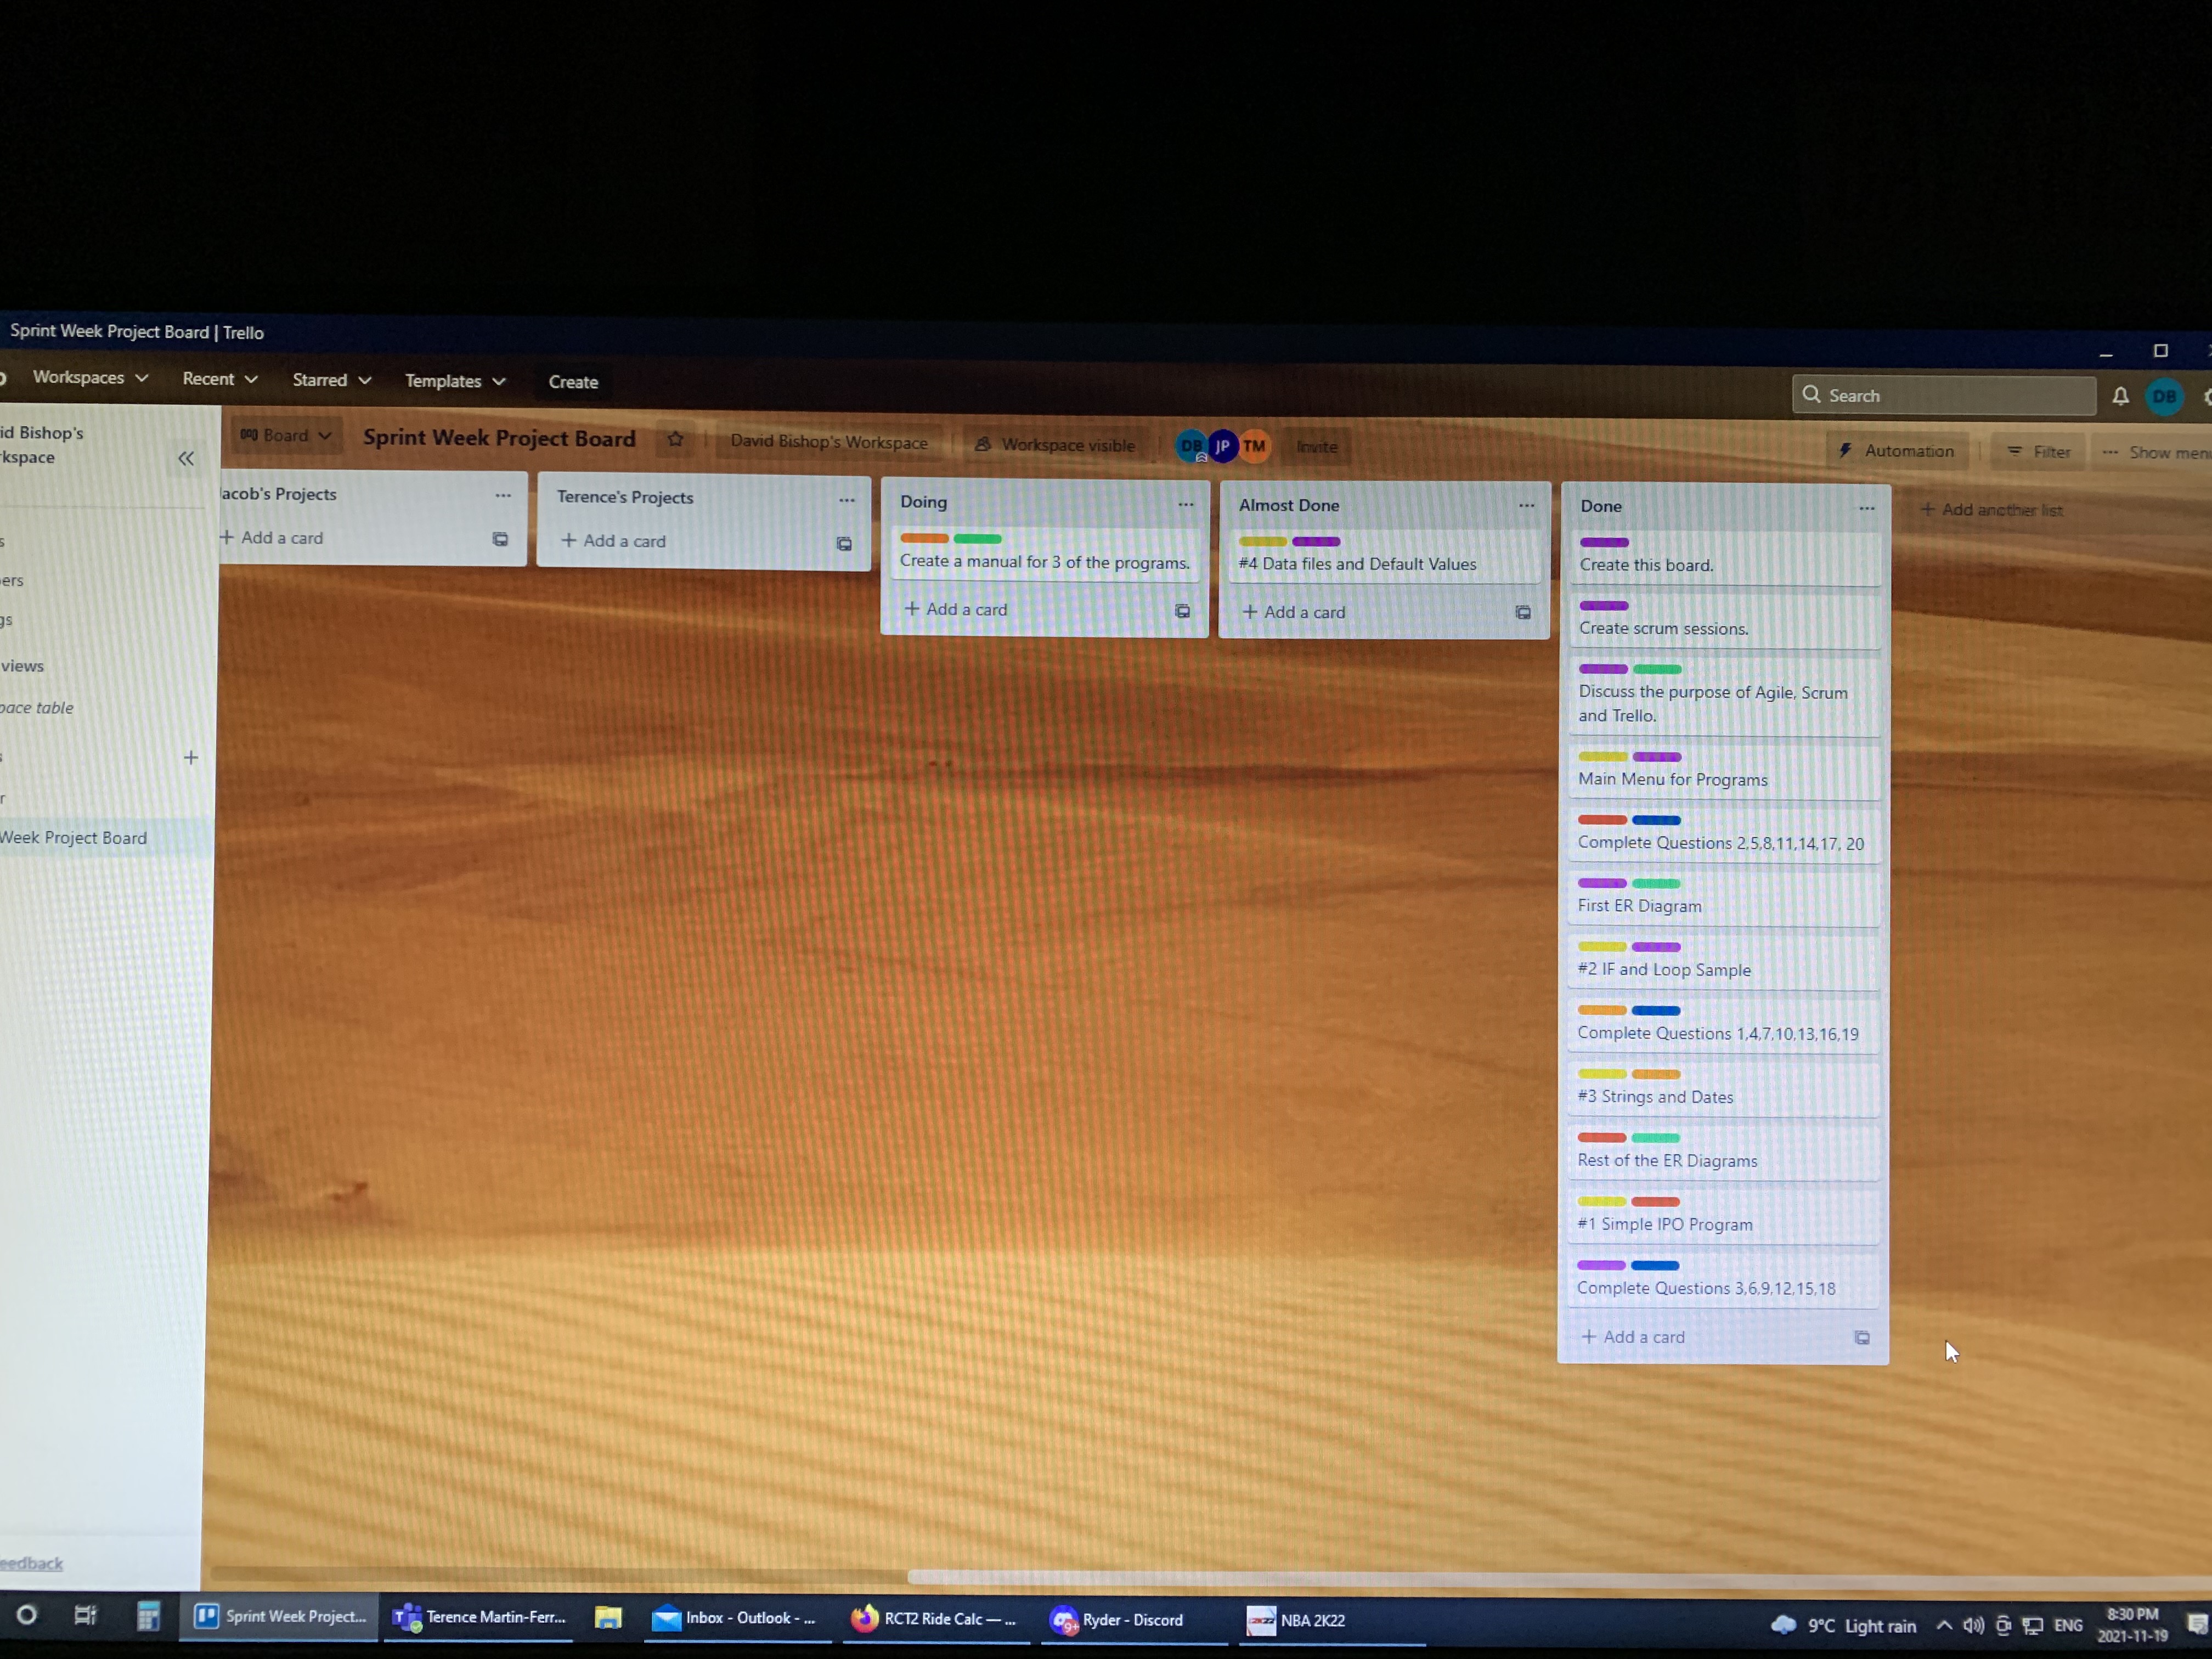 Sprint Week Project Board | Trello
Workspaces Recent Starred Templates Create
Search
DB
id Bishop's
kspace
Board
Sprint Week Project Board
David Bishop's Workspace
Workspace visible
DB JP TM
Invite
Automation
Filter
Show men
acob's Projects
+ Add a card
Terence's Projects
+ Add a card
Doing
Create a manual for 3 of the programs.
+ Add a card
Almost Done
#4 Data files and Default Values
+ Add a card
Done
Create this board.
Create scrum sessions.
Discuss the purpose of Agile, Scrum
and Trello.
Main Menu for Programs
Complete Questions 2,5,8,11,14,17, 20
First ER Diagram
#2 IF and Loop Sample
Complete Questions 1,4,7,10,13,16,19
#3 Strings and Dates
Rest of the ER Diagrams
#1 Simple IPO Program
Complete Questions 3,6,9,12,15,18
+ Add a card
+ Add another list
s
ers
gs
views
pace table
s
+
r
Week Project Board
eedback
Sprint Week Project...
Terence Martin-Ferr...
Inbox - Outlook - ...
RCT2 Ride Calc — ...
9+
Ryder - Discord
2K22
NBA 2K22
9°C Light rain
ENG
8:30 PM
2021-11-19